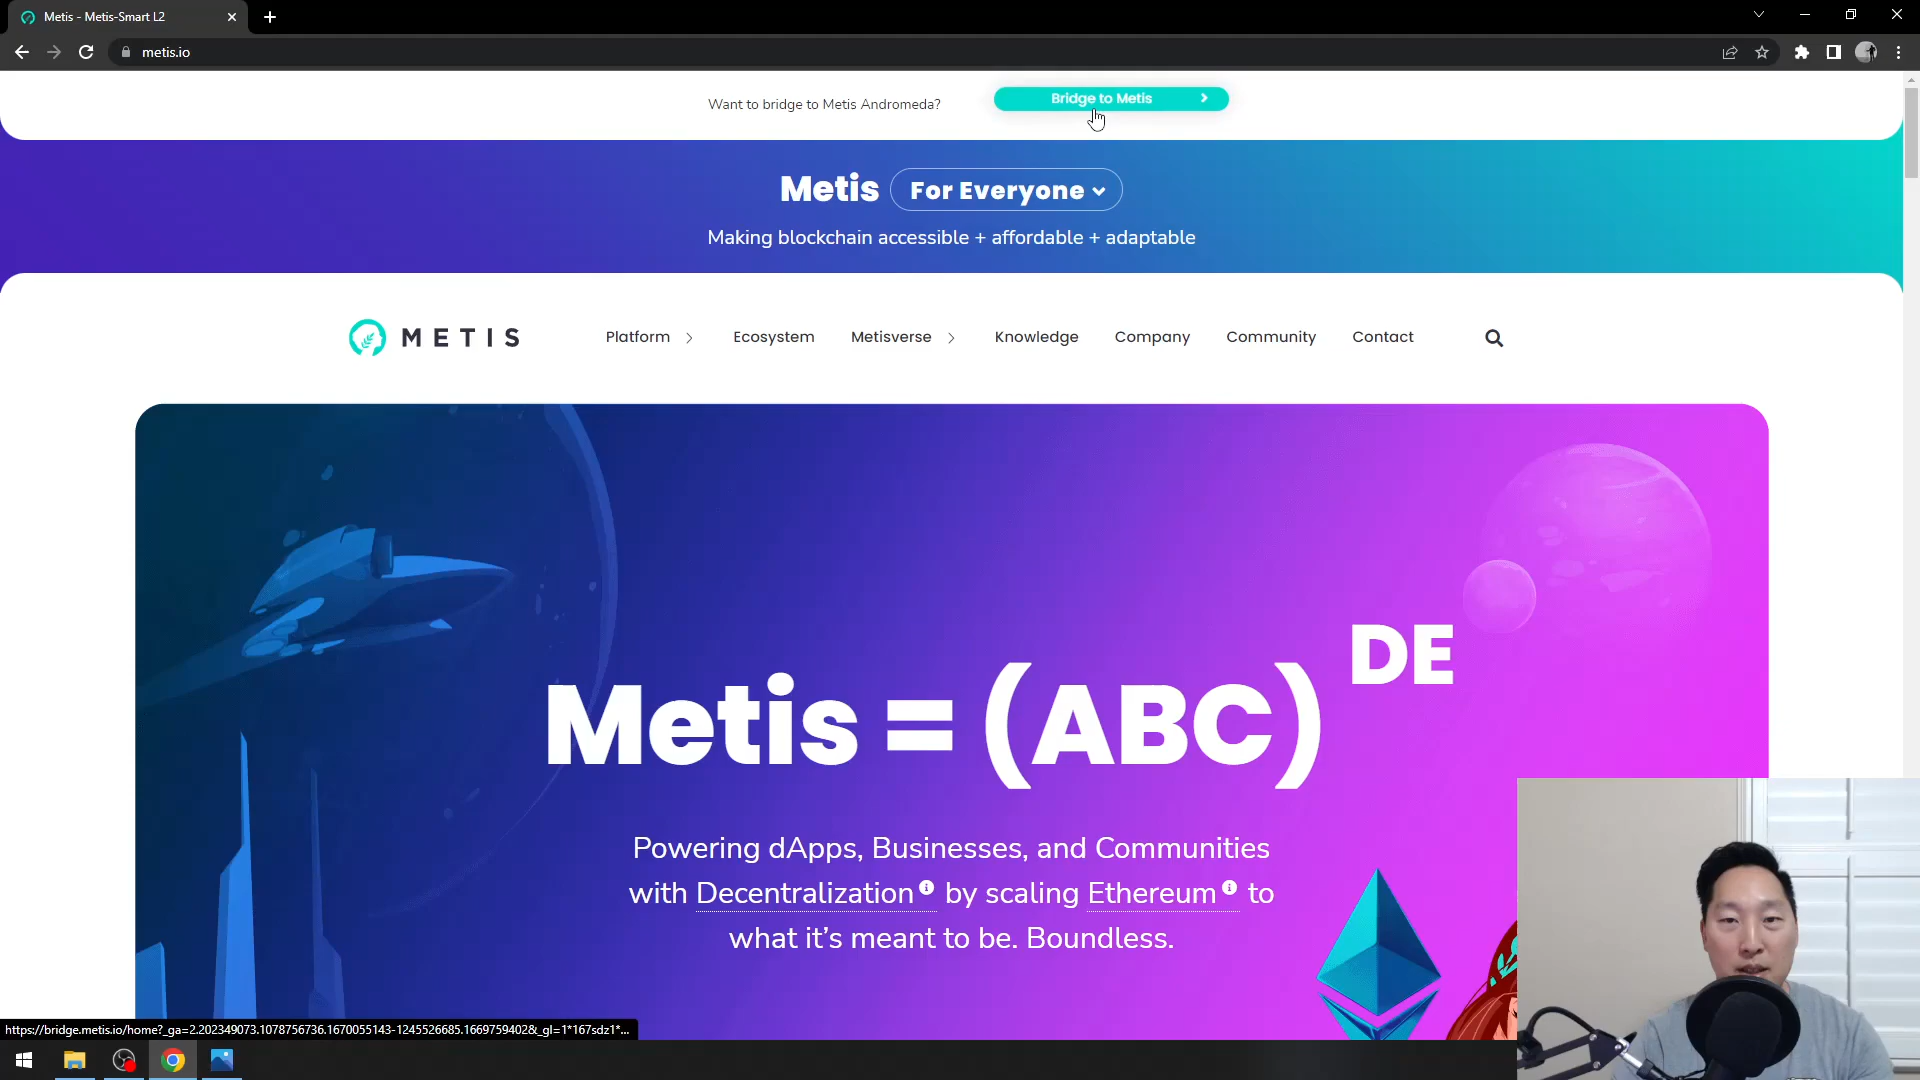 Metis - Metis-Smart L2
metis.io
Want to bridge to Metis Andromeda?
Bridge to Metis
Metis For Everyone
Making blockchain accessible + affordable + adaptable
METIS
Platform
Ecosystem
Metisverse
Knowledge
Company
Community
Contact
Metis = (ABC) DE
Powering dApps, Businesses, and Communities
with Decentralization by scaling Ethereum to
what it's meant to be. Boundless.
https://bridge.metis.io/home?_ga=2.202349073.1078756736.1670055143-1245526685.1669759402&_gl=1*167sdz1*...